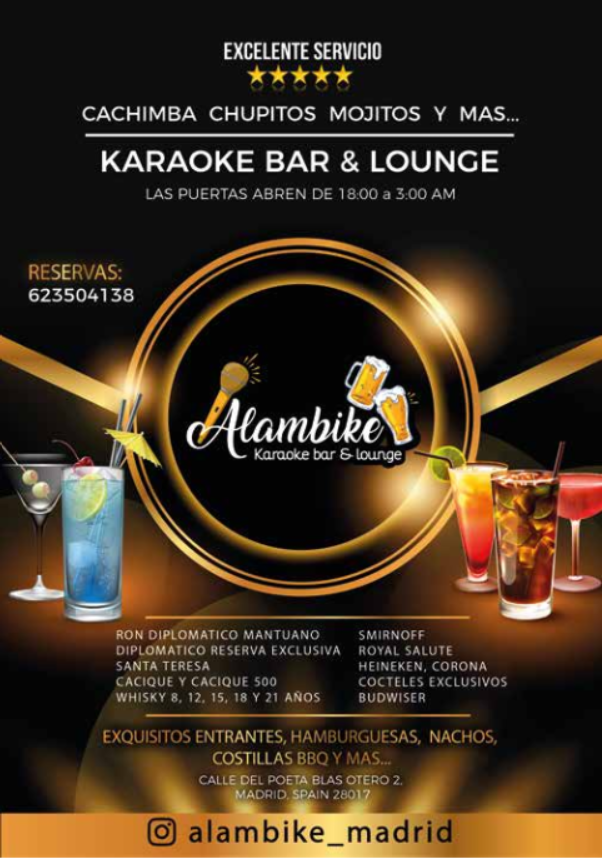 EXCELENTE SERVICIO
CACHIMBA CHUPITOS MOJITOS Y MAS...
KARAOKE BAR & LOUNGE
LAS PUERTAS ABREN DE 18:00 a 3:00 AM
RESERVAS:
623504138
Alambike
Karaoke bar & lounge
RON DIPLOMATICO MANTUANO
DIPLOMATICO RESERVA EXCLUSIVA
SANTA TERESA
CACIQUE Y CACIQUE 500
WHISKY 8, 12, 15, 18 Y 21 AÑOS
SMIRNOFF
ROYAL SALUTE
HEINEKEN, CORONA
COCTELES EXCLUSIVOS
BUDWISER
EXQUISITOS ENTRANTES, HAMBURGUESAS, NACHOS,
COSTILLAS BBQ Y MAS...
CALLE DEL POETA BLAS OTERO 2,
MADRID, SPAIN 28017
alambike_madrid